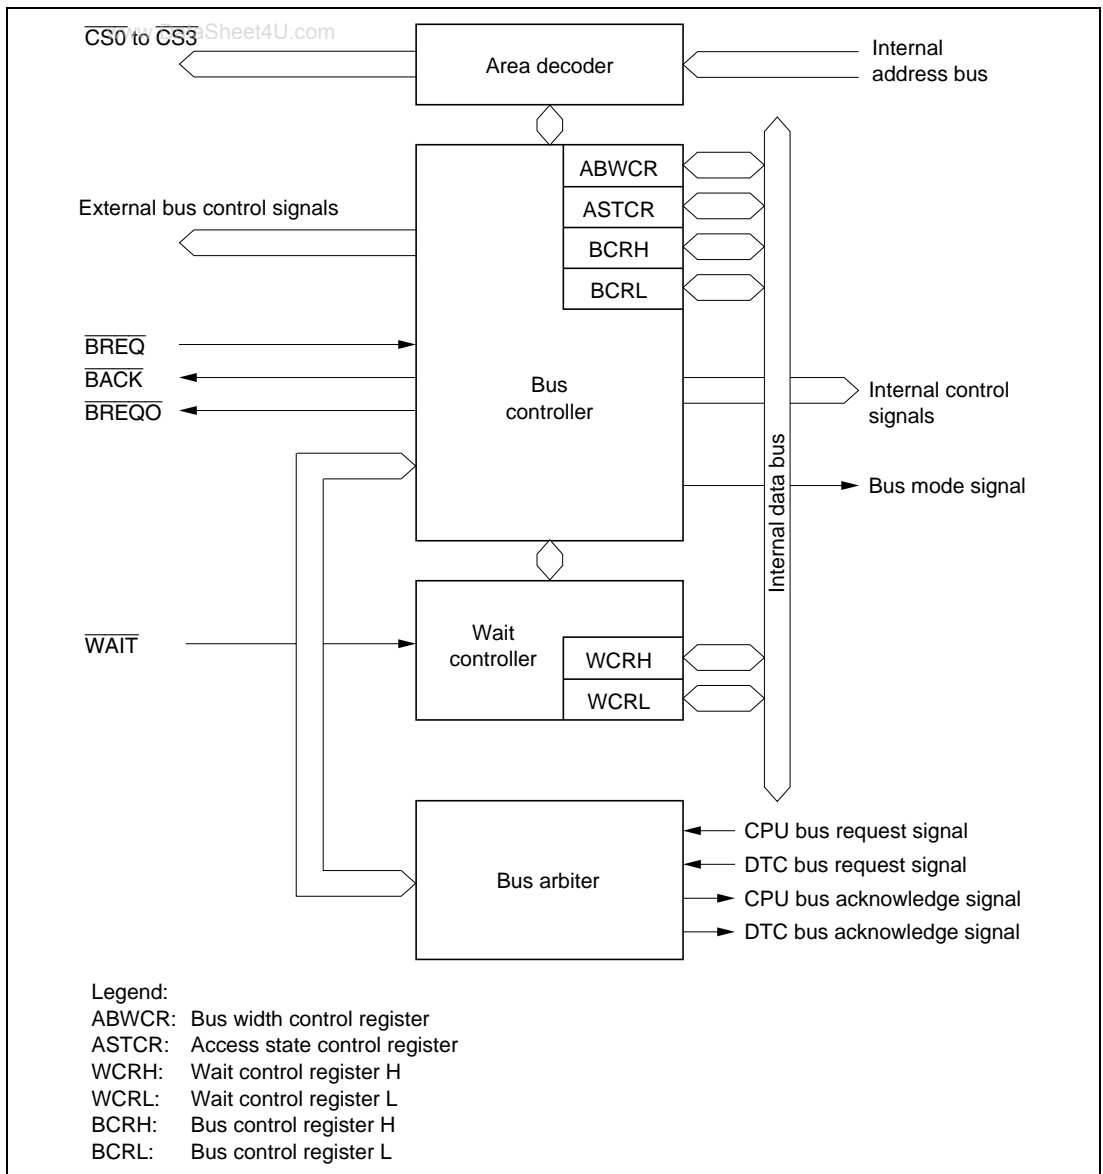 www.DataSheet4U.com
CS0 to CS3
Area decoder
Internal
address bus
ABWCR
ASTCR
BCRH
BCRL
External bus control signals
BREQ
BACK
BREQO
Bus
controller
Internal control
signals
Bus mode signal
Internal data bus
WAIT
Wait
controller
WCRH
WCRL
Bus arbiter
CPU bus request signal
DTC bus request signal
CPU bus acknowledge signal
DTC bus acknowledge signal
Legend:
ABWCR: Bus width control register
ASTCR: Access state control register
WCRH: Wait control register H
WCRL: Wait control register L
BCRH: Bus control register H
BCRL: Bus control register L